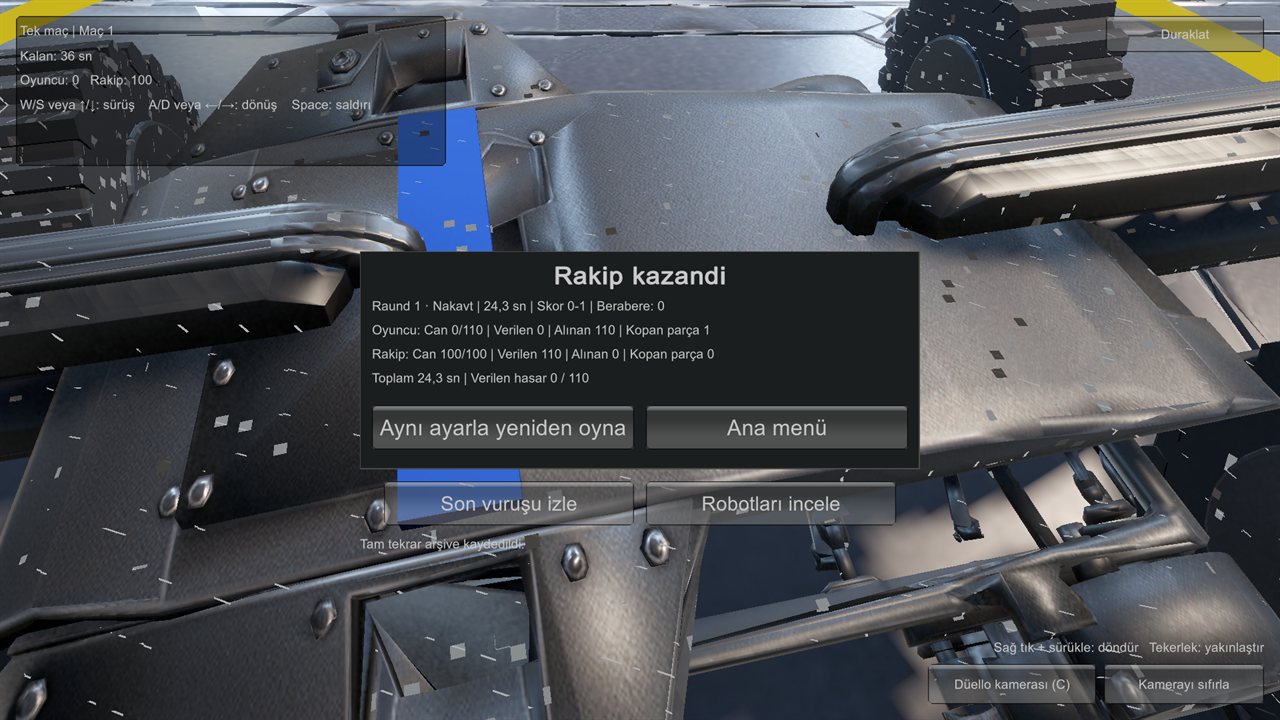 Tek maç | Maç 1
Duraklat
Kalan: 36 sn
Oyuncu: 0   Rakip: 100
W/S veya ↑/↓: sürüş    A/D veya ←/→: dönüş    Space: saldırı
Rakip kazandi
Raund 1 · Nakavt | 24,3 sn | Skor 0-1 | Berabere: 0
Oyuncu: Can 0/110 | Verilen 0 | Alınan 110 | Kopan parça 1
Rakip: Can 100/100 | Verilen 110 | Alınan 0 | Kopan parça 0
Toplam 24,3 sn | Verilen hasar 0 / 110
Aynı ayarla yeniden oyna
Ana menü
Son vuruşu izle
Robotları incele
Tam tekrar arşive kaydedildi.
Sağ tık + sürükle: döndür   Tekerlek: yakınlaştır
Düello kamerası (C)
Kamerayı sıfırla